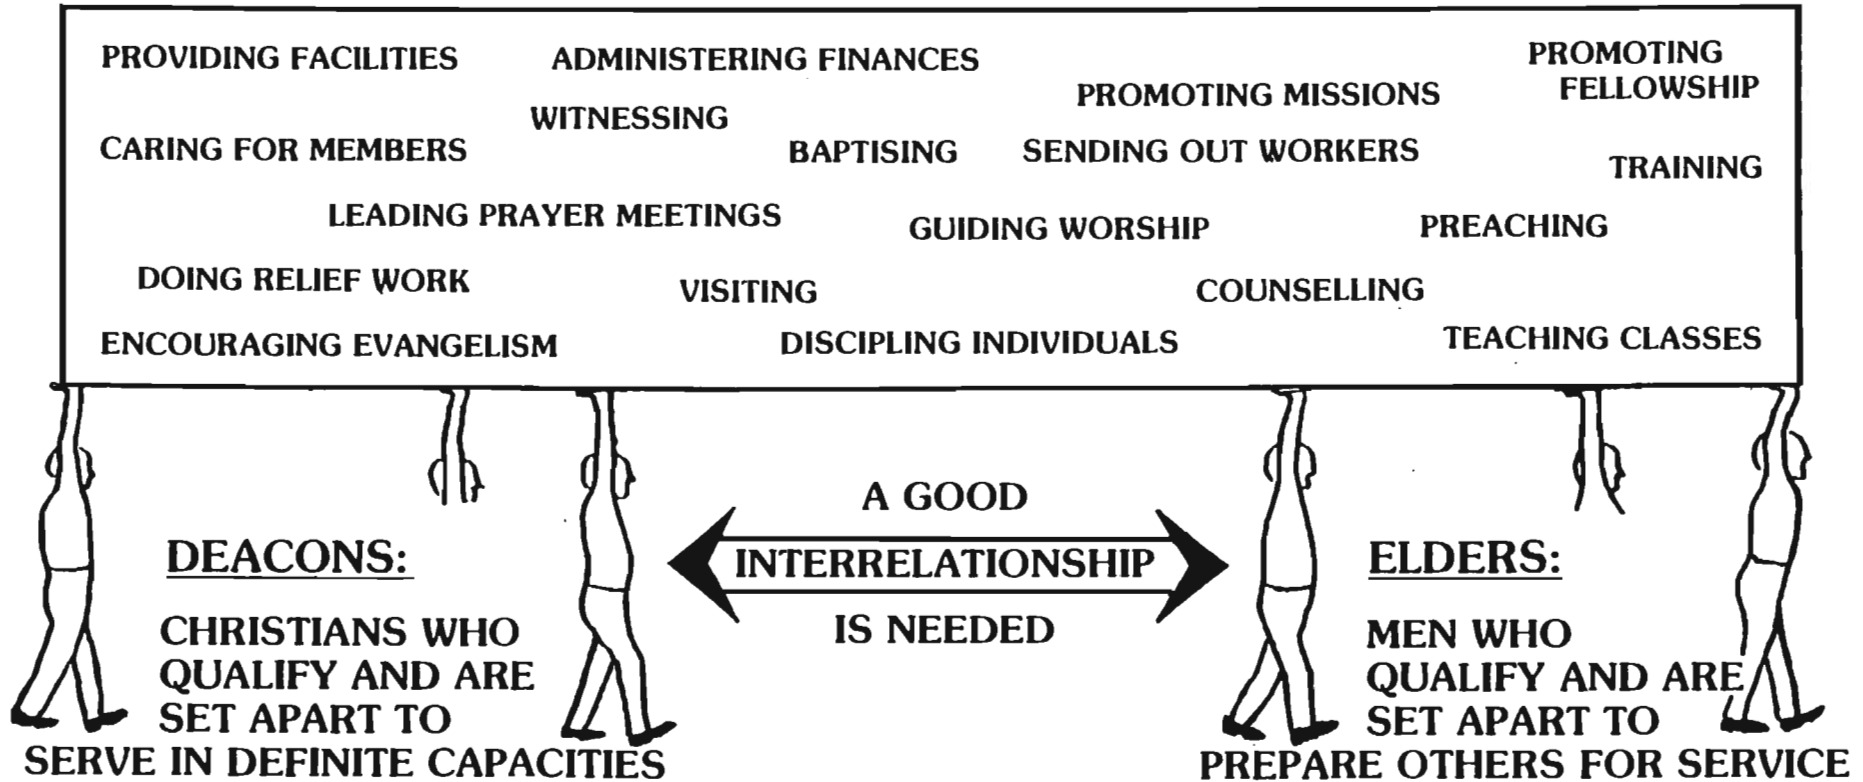 PROVIDING FACILITIES
ADMINISTERING FINANCES
PROMOTING
FELLOWSHIP
PROMOTING MISSIONS
WITNESSING
CARING FOR MEMBERS
BAPTISING
SENDING OUT WORKERS
TRAINING
LEADING PRAYER MEETINGS
GUIDING WORSHIP
PREACHING
DOING RELIEF WORK
VISITING
COUNSELLING
ENCOURAGING EVANGELISM
DISCIPLING INDIVIDUALS
TEACHING CLASSES
DEACONS:
CHRISTIANS WHO
QUALIFY AND ARE
SET APART TO
SERVE IN DEFINITE CAPACITIES
A GOOD
INTERRELATIONSHIP
IS NEEDED
ELDERS:
MEN WHO
QUALIFY AND ARE
SET APART TO
PREPARE OTHERS FOR SERVICE